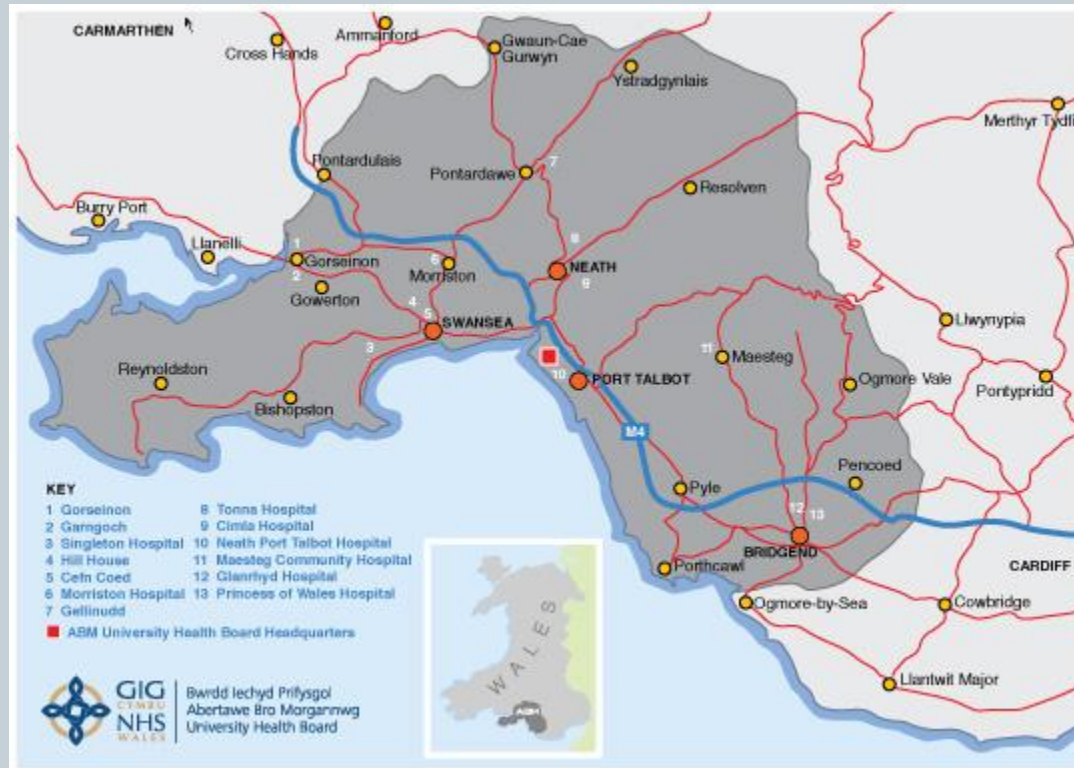 CARMARTHEN
Cross Hands
Ammanford
Gwaun-Cae
Gurwyn
Ystradgynlais
Merthyr Tydfi
Pontardulais
Pontardawe
7
Resolven
Burry Port
Llanelli
1
Gorseinon
2
Gowerton
6
Morriston
8
NEATH
9
4
5
SWANSEA
3
Reynoldston
Bishopston
10
PORT TALBOT
11
Maesteg
Ogmore Vale
Llwynypia
Pontypridd
M4
Pyle
Pencoed
12
13
BRIDGEND
Porthcawl
CARDIFF
Ogmore-by-Sea
Cowbridge
Llantwit Major
KEY
1 Gorseinon
2 Garngoch
3 Singleton Hospital
4 Hill House
5 Cefn Coed
6 Morriston Hospital
7 Gellinudd
8 Tonna Hospital
9 Cimla Hospital
10 Neath Port Talbot Hospital
11 Maesteg Community Hospital
12 Glanrhyd Hospital
13 Princess of Wales Hospital
ABM University Health Board Headquarters
GIG
CYMRU
NHS
WALES
Bwrdd Iechyd Prifysgol
Abertawe Bro Morgannwg
University Health Board
WALES
ABM